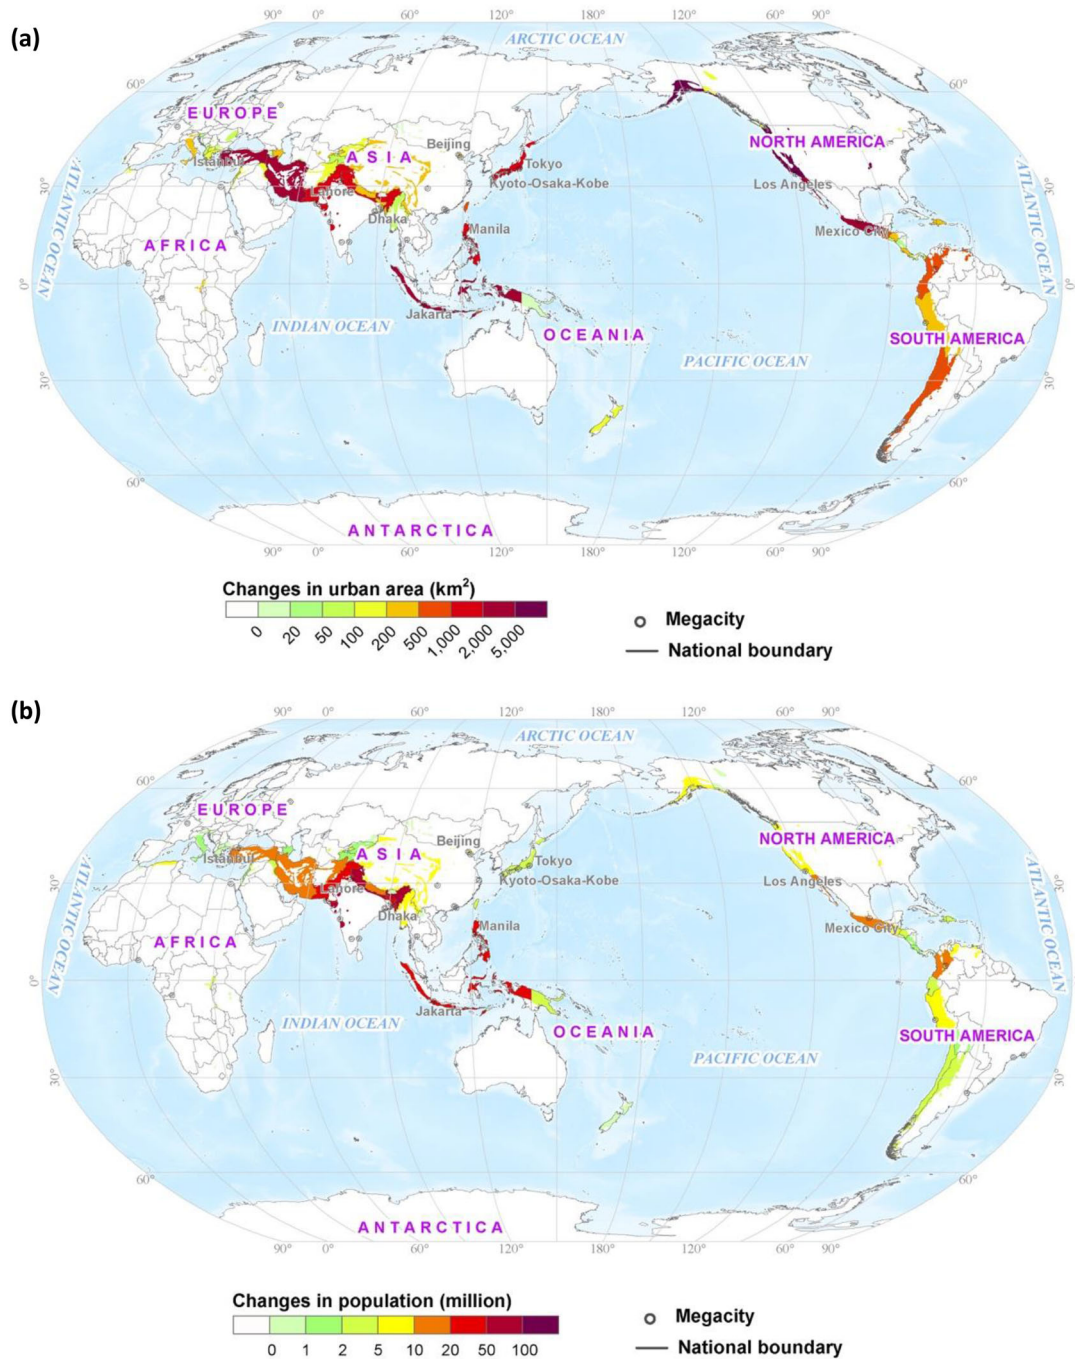 (a)
90° 0° 60° 120° 180° 120° 90°
ARCTIC OCEAN
60° 60°
EUROPE
NORTH AMERICA
Beijing
ASIA
Istanbul
Tokyo
Kyoto-Osaka-Kobe
Lahore
Los Angeles
30° 30°
ATLANTIC OCEAN
ATLANTIC OCEAN
Dhaka
Manila
Mexico City
AFRICA
0° 0°
Jakarta
INDIAN OCEAN
OCEANIA
SOUTH AMERICA
PACIFIC OCEAN
30° 30°
60° 60°
ANTARCTICA
90° 0° 60° 120° 180° 120° 90°
Changes in urban area (km²)
0 20 50 100 200 500 1,000 2,000 5,000
Megacity
National boundary
(b)
90° 0° 60° 120° 180° 120° 90°
ARCTIC OCEAN
60° 60°
EUROPE
NORTH AMERICA
Beijing
ASIA
Istanbul
Tokyo
Kyoto-Osaka-Kobe
Lahore
Los Angeles
30° 30°
ATLANTIC OCEAN
ATLANTIC OCEAN
Dhaka
Manila
Mexico City
AFRICA
0° 0°
Jakarta
INDIAN OCEAN
OCEANIA
SOUTH AMERICA
PACIFIC OCEAN
30° 30°
60° 60°
ANTARCTICA
90° 0° 60° 120° 180° 120° 90°
Changes in population (million)
0 1 2 5 10 20 50 100
Megacity
National boundary